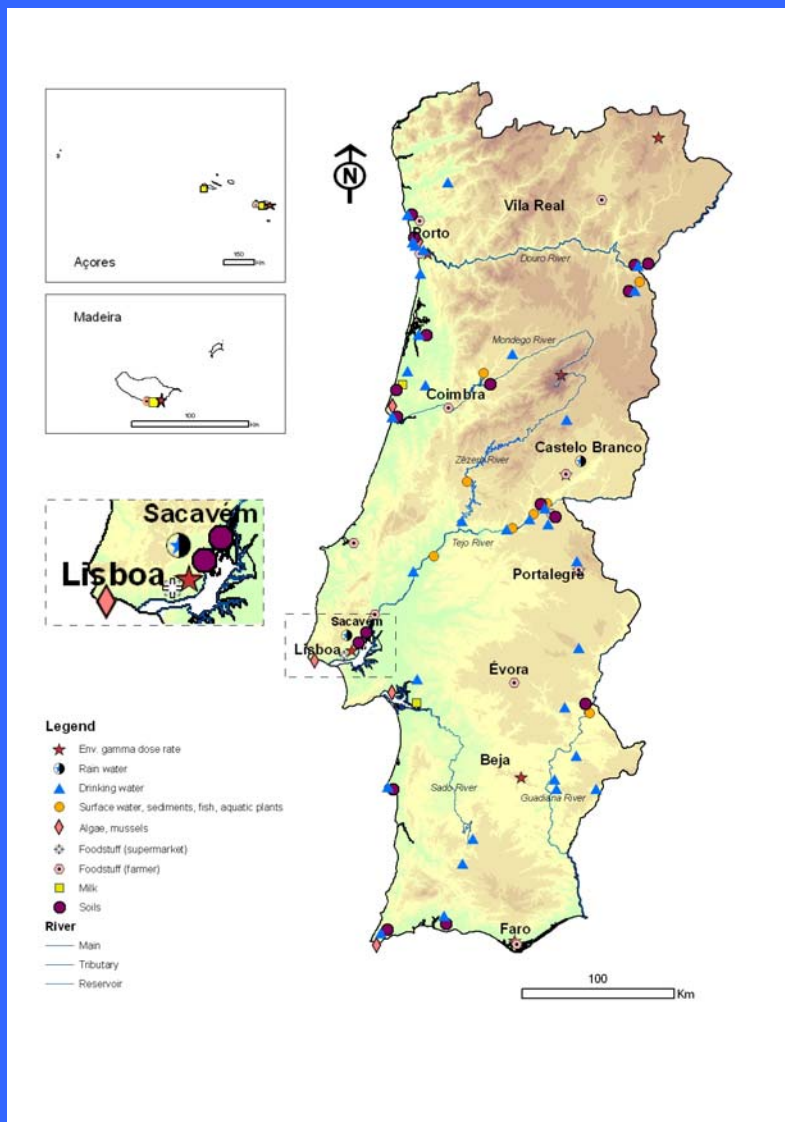 150
Km
Açores
Madeira
100
Km
N
Vila Real
Porto
Douro River
Mondego River
Coimbra
Castelo Branco
Zêzere River
Tejo River
Portalegre
Sacavém
Lisboa
Sacavém
Lisboa
Évora
Beja
Sado River
Guadiana River
Faro
100
Km
Legend
Env. gamma dose rate
Rain water
Drinking water
Surface water, sediments, fish, aquatic plants
Algae, mussels
Foodstuff (supermarket)
Foodstuff (farmer)
Milk
Soils
River
Main
Tributary
Reservoir